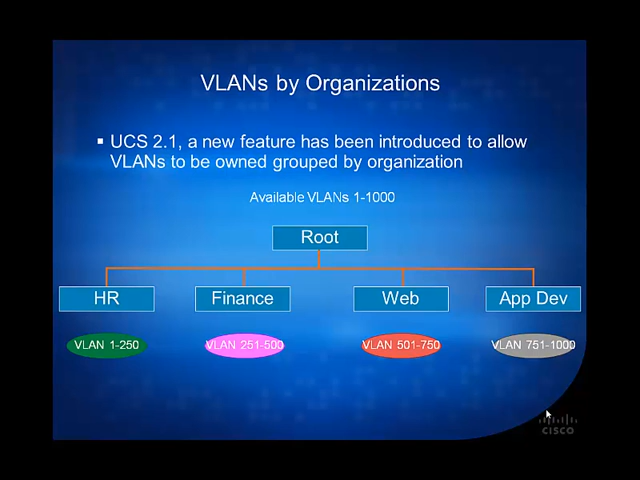 VLANs by Organizations
▪ UCS 2.1, a new feature has been introduced to allow
VLANs to be owned grouped by organization
Available VLANs 1-1000
Root
HR Finance Web App Dev
VLAN 1-250 VLAN 251-500 VLAN 501-750 VLAN 751-1000
CISCO